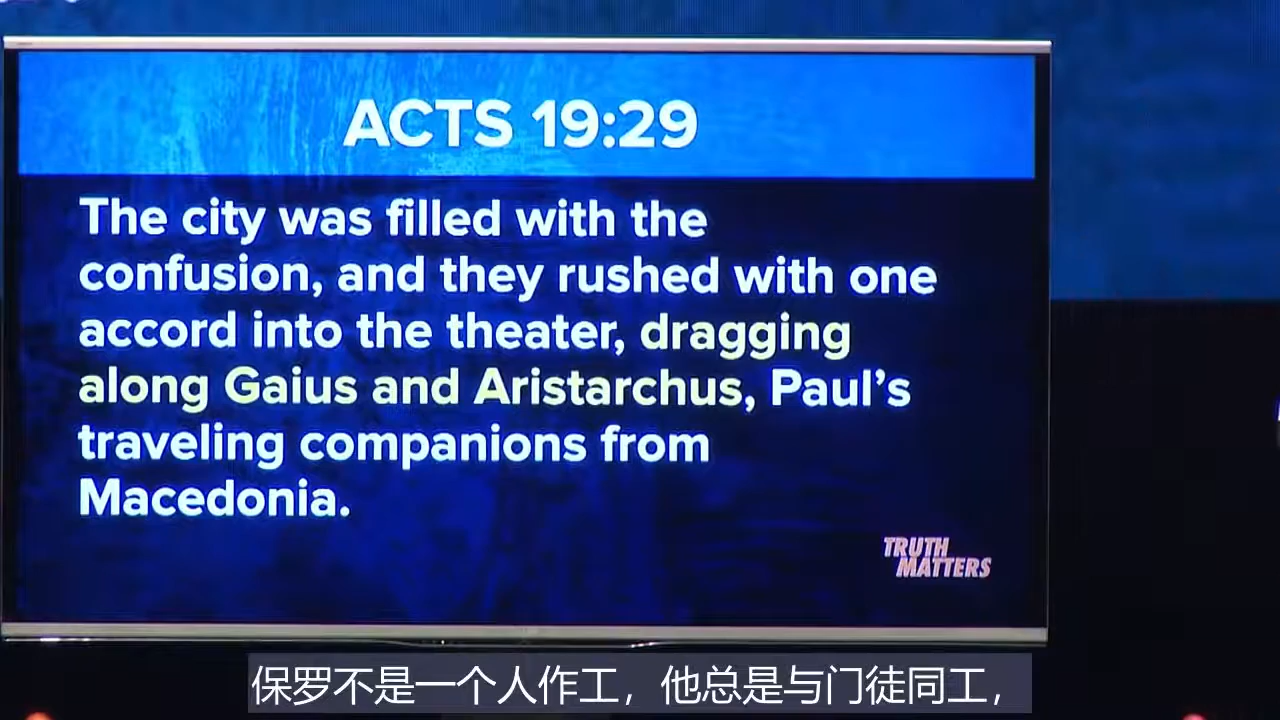 ACTS 19:29
The city was filled with the
confusion, and they rushed with one
accord into the theater, dragging
along Gaius and Aristarchus, Paul’s
traveling companions from
Macedonia.
TRUTH
MATTERS
保罗不是一个人作工，他总是与门徒同工，